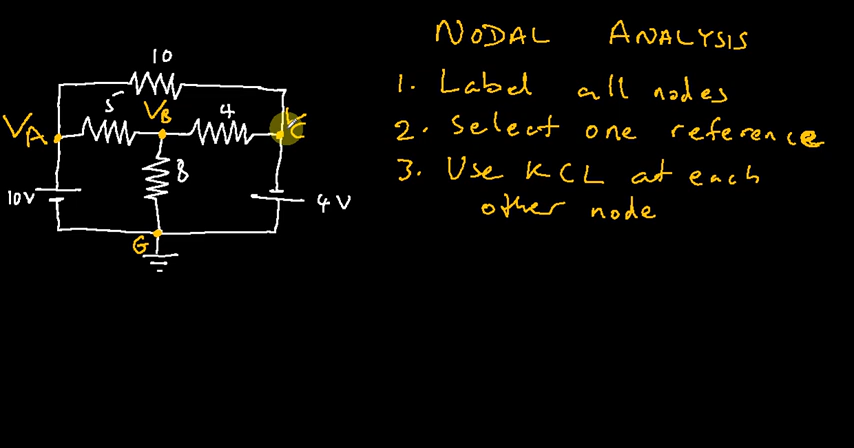 NODAL ANALYSIS
1. Label all nodes
2. Select one reference
3. Use KCL at each
other node
10
5
VB
4
VA
VC
8
10V
4V
G